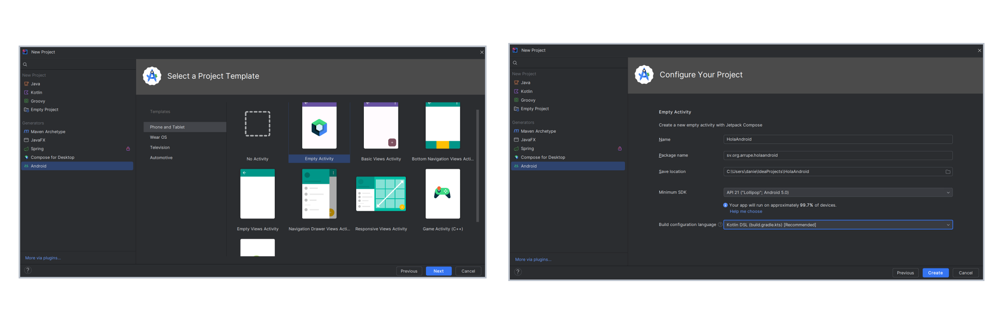 New Project
New Project
Java
Kotlin
Groovy
Empty Project
Generators
Maven Archetype
JavaFX
Spring
Compose for Desktop
Android
More via plugins...
?
Select a Project Template
Templates
Phone and Tablet
Wear OS
Television
Automotive
No Activity
Empty Activity
Basic Views Activity
Bottom Navigation Views Acti...
Empty Views Activity
Navigation Drawer Views Acti...
Responsive Views Activity
Game Activity (C++)
Previous
Next
Cancel
New Project
New Project
Java
Kotlin
Groovy
Empty Project
Generators
Maven Archetype
JavaFX
Spring
Compose for Desktop
Android
More via plugins...
?
Configure Your Project
Empty Activity
Create a new empty activity with Jetpack Compose
Name HolaAndroid
Package name sv.org.arrupe.holaandroid
Save location C:\Users\danie\IdeaProjects\HolaAndroid
Minimum SDK API 21 ("Lollipop"; Android 5.0)
Your app will run on approximately 99.7% of devices.
Help me choose
Build configuration language ? Kotlin DSL (build.gradle.kts) [Recommended]
Previous
Create
Cancel